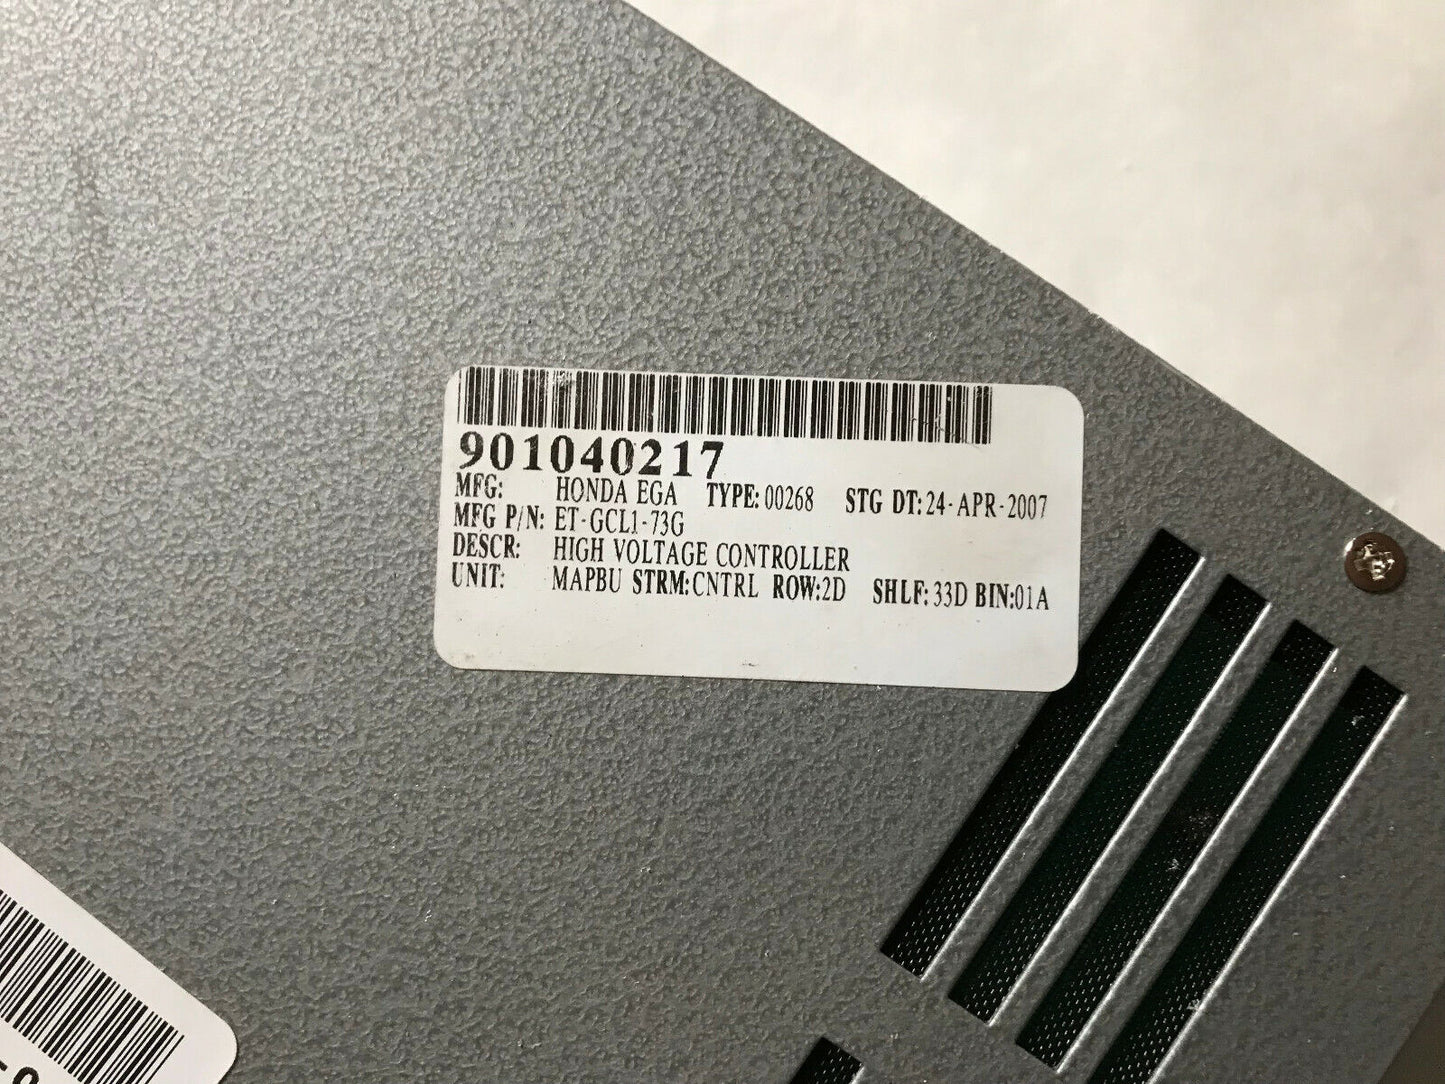 901040217
MFG: HONDA EGA TYPE: 00268 STG DT: 24-APR-2007
MFG P/N: ET-GCL1-73G
DESCR: HIGH VOLTAGE CONTROLLER
UNIT: MAPBU STRM:CNTRL ROW:2D SHLF: 33D BIN:01A